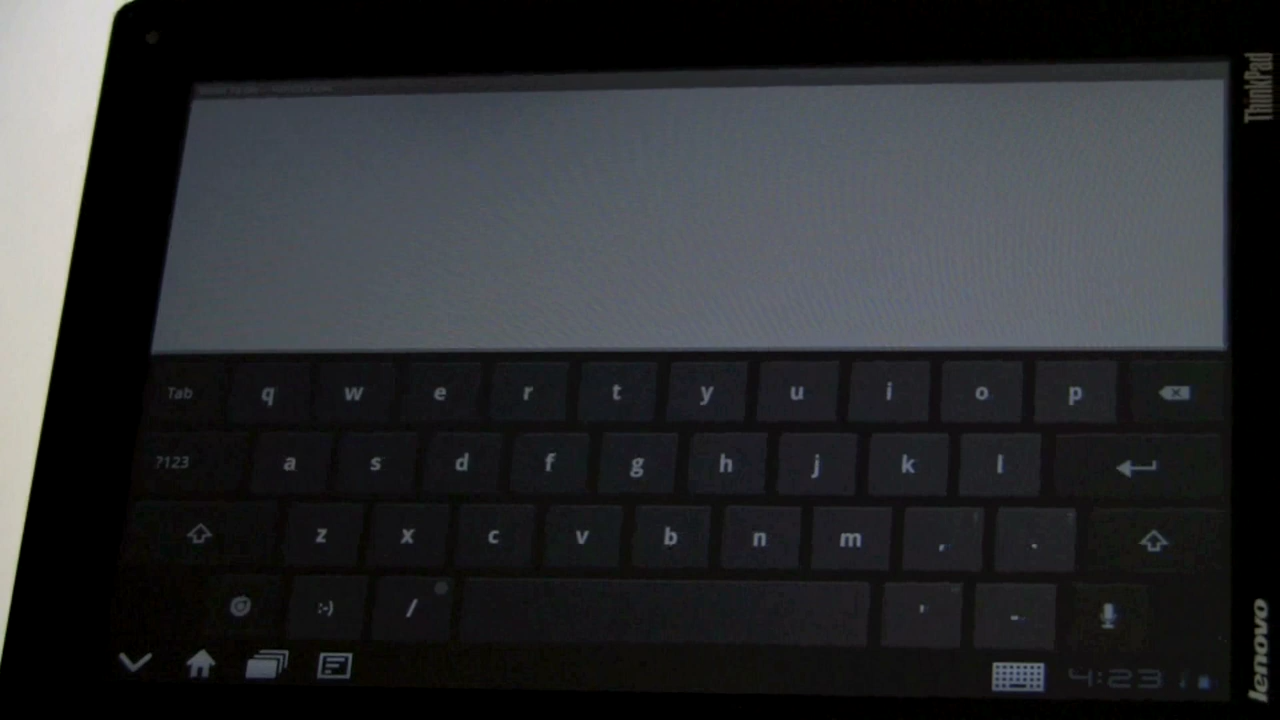 ThinkPad
Tab q w e r t y u i o p
?123 a s d f g h j k l
z x c v b n m , ! . ?
:-) / ' " - _
4:23
lenovo